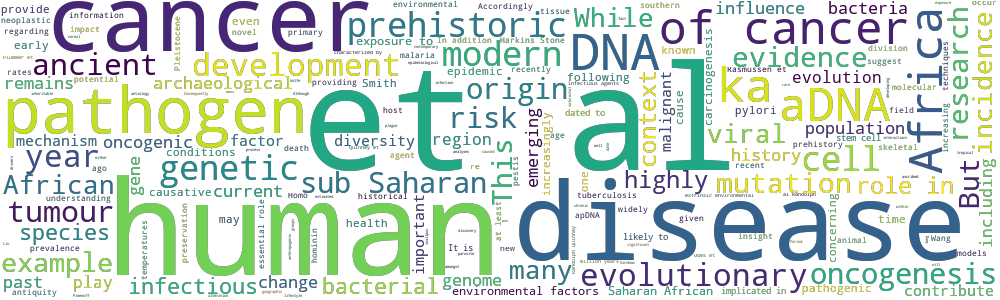 cancer
et al
human
disease
pathogen
of cancer
DNA
aDNA
ka
Africa
prehistoric
modern
ancient
development
archaeological
remains
providing
Smith
origin
risk
evidence
evolution
While
influence
bacteria
known
suggest
provide
neoplastic
information
regarding
early
impact
even
novel
normal
primary
environmental
Accordingly
tissue
southern
exposure to
in addition
Harkins Stone
Pleistocene
characterized by
malaria
epidemic
recently
rates
potential
host
mechanism
oncogenic
factor
diversity
region
year
ago
conditions
death
agent
genetic
African
gene
causative
current
sub Saharan
This
pestis
at least
emerging
increasingly
following
dated to
age
context
malignant
cause
carcinogenesis
division
Rasmussen et
pylori
viral
population
history
prehistory
stem cell
recent
cell
molecular
field
techniques
increasing
skeletal
research
incidence
including
occur
But
tumour
species
understanding
may
essential role
Homo
historical
hominin
health
important
highly
mutation
role in
tuberculosis
apDNA
widely
given
likely to
insight
concerning
animal
time
Wang
models
extrinsic environmental
example
prevalence
past
play
antiquity
temperatures
preservation
infectious
change
It is
genome
many
new
evolutionary
environmental factors
Saharan African
implicated in
pathogenic
oncogenesis
contribute